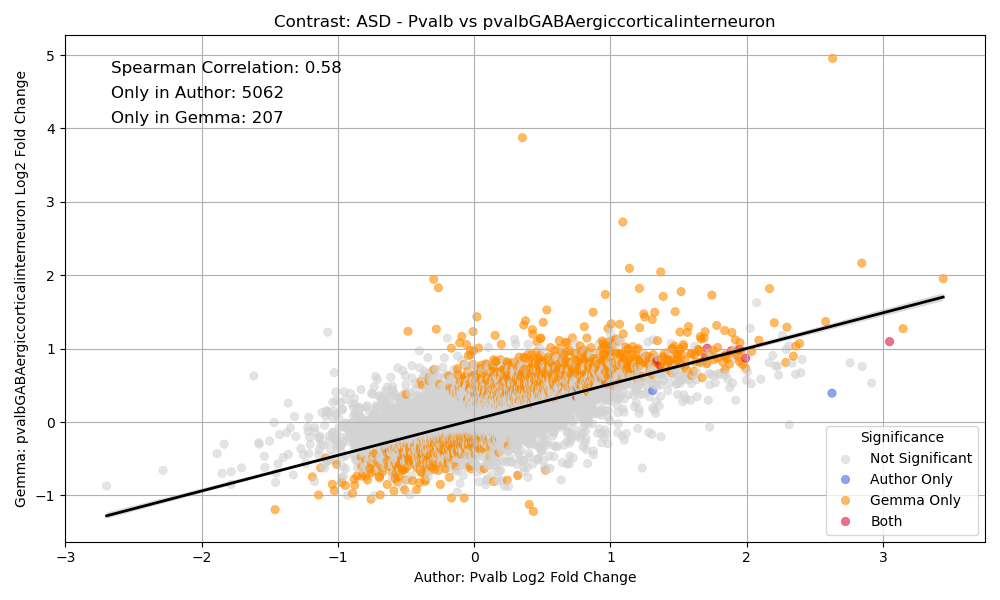 Contrast: ASD - Pvalb vs pvalbGABAergiccorticalinterneuron
Spearman Correlation: 0.58
Only in Author: 5062
Only in Gemma: 207
Gemma: pvalbGABAergiccorticalinterneuron Log2 Fold Change
5
4
3
2
1
0
−1
−3
−2
−1
0
1
2
3
Author: Pvalb Log2 Fold Change
Significance
Not Significant
Author Only
Gemma Only
Both